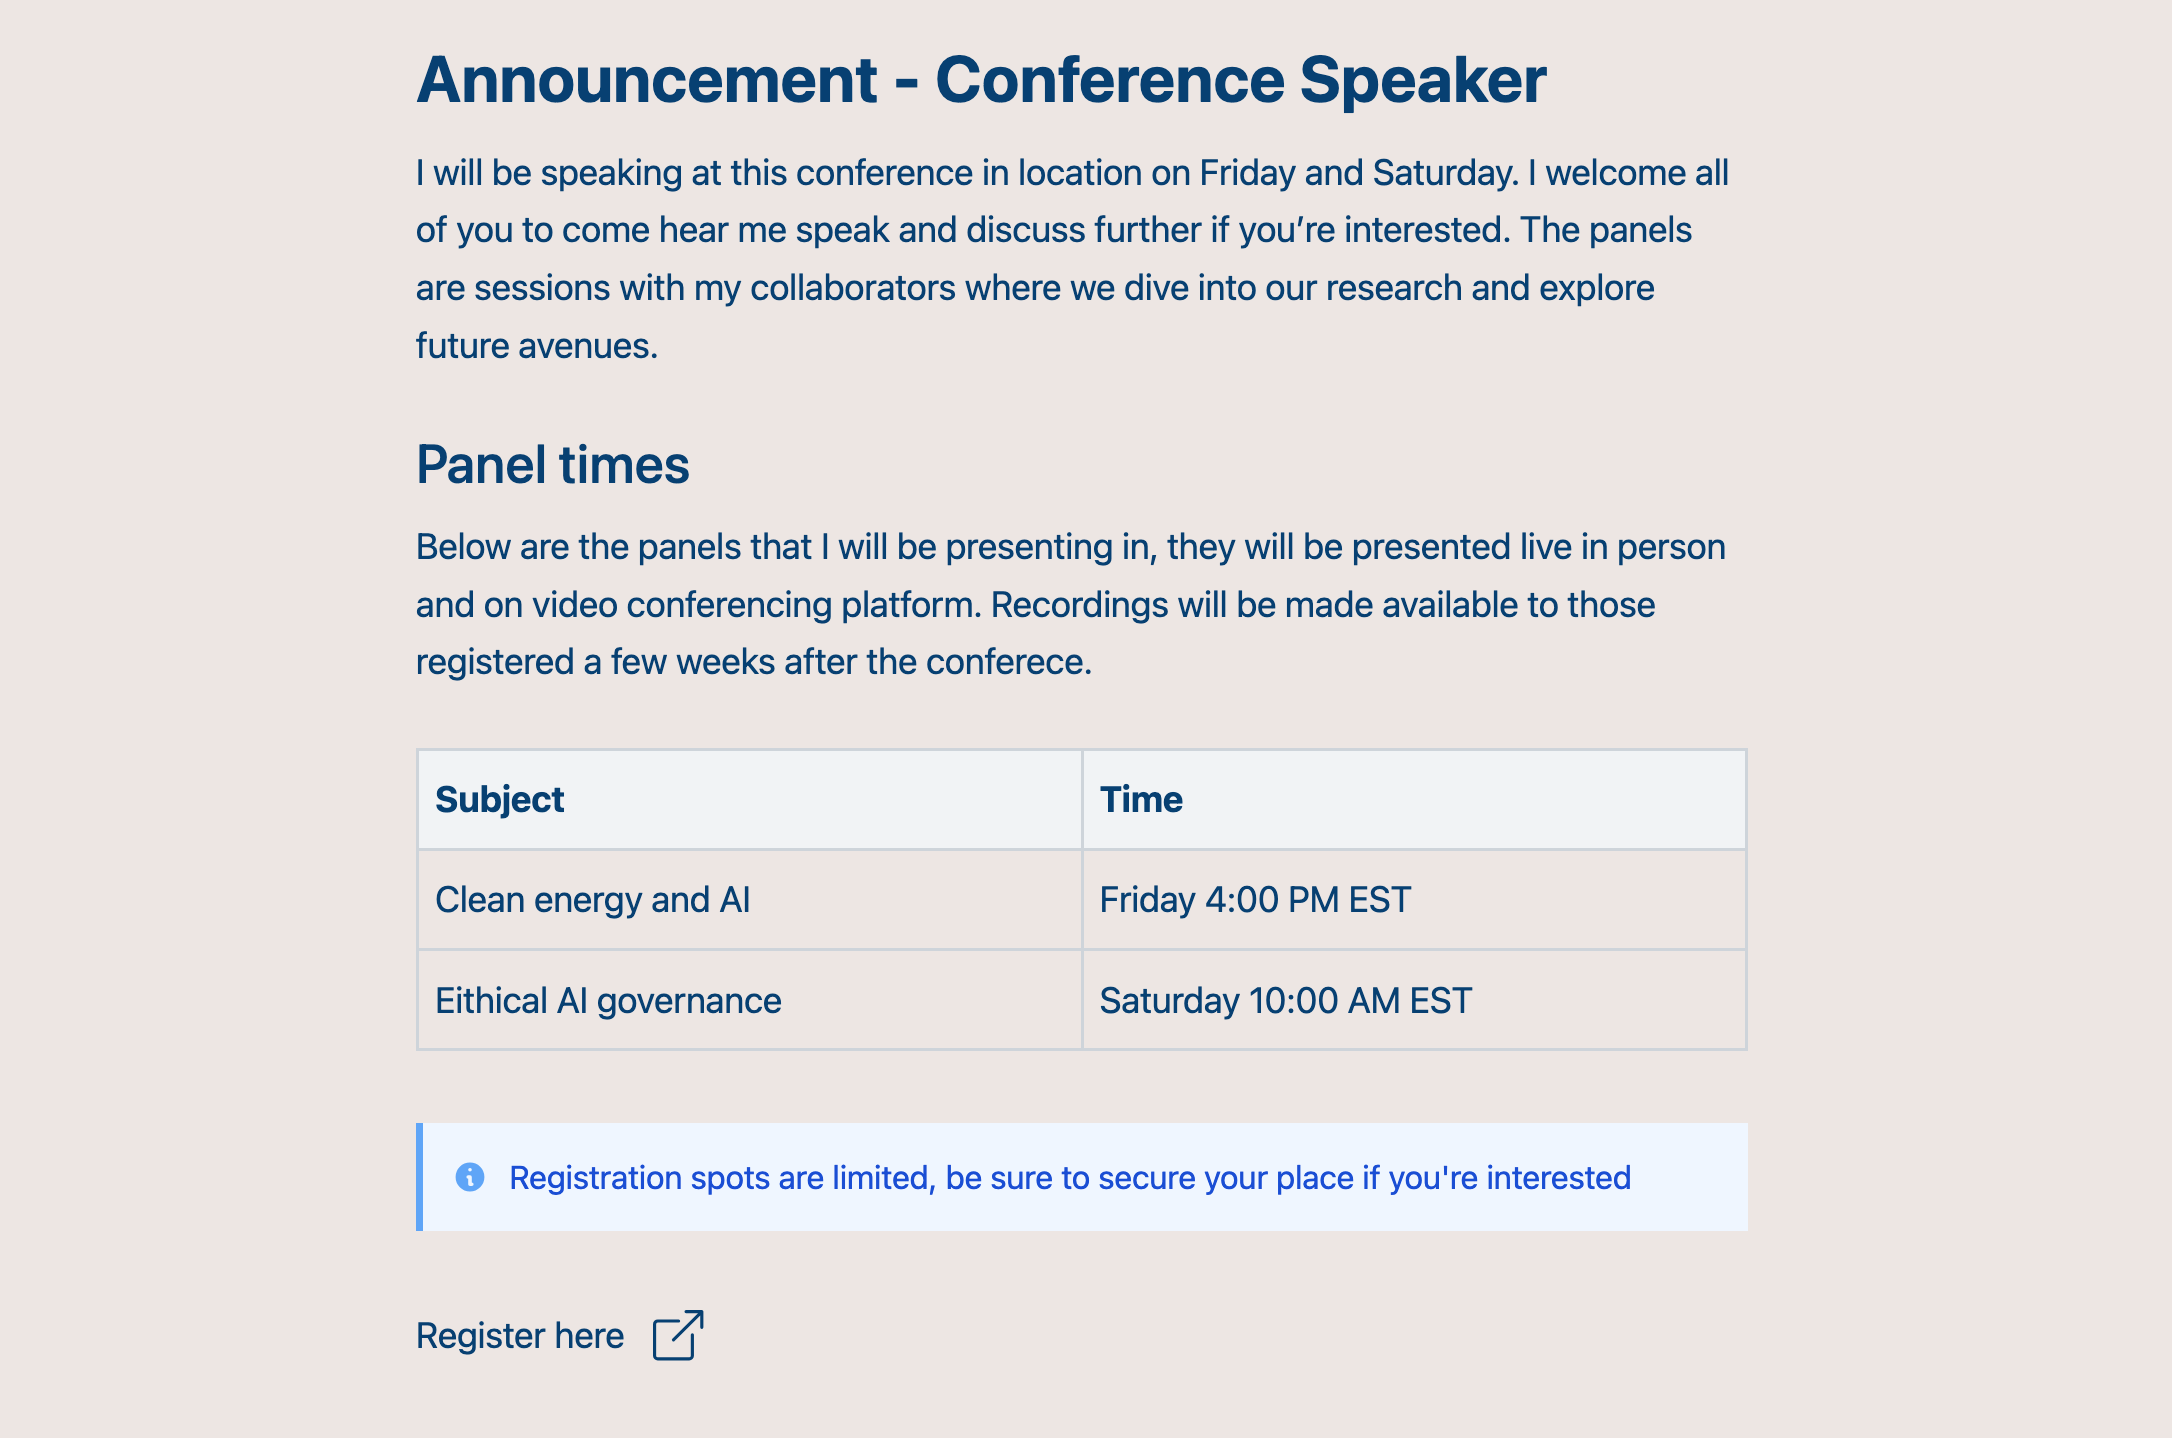 Announcement - Conference Speaker
I will be speaking at this conference in location on Friday and Saturday. I welcome all
of you to come hear me speak and discuss further if you’re interested. The panels
are sessions with my collaborators where we dive into our research and explore
future avenues.
Panel times
Below are the panels that I will be presenting in, they will be presented live in person
and on video conferencing platform. Recordings will be made available to those
registered a few weeks after the conferece.
Subject Time
Clean energy and AI Friday 4:00 PM EST
Eithical AI governance Saturday 10:00 AM EST
Registration spots are limited, be sure to secure your place if you're interested
Register here